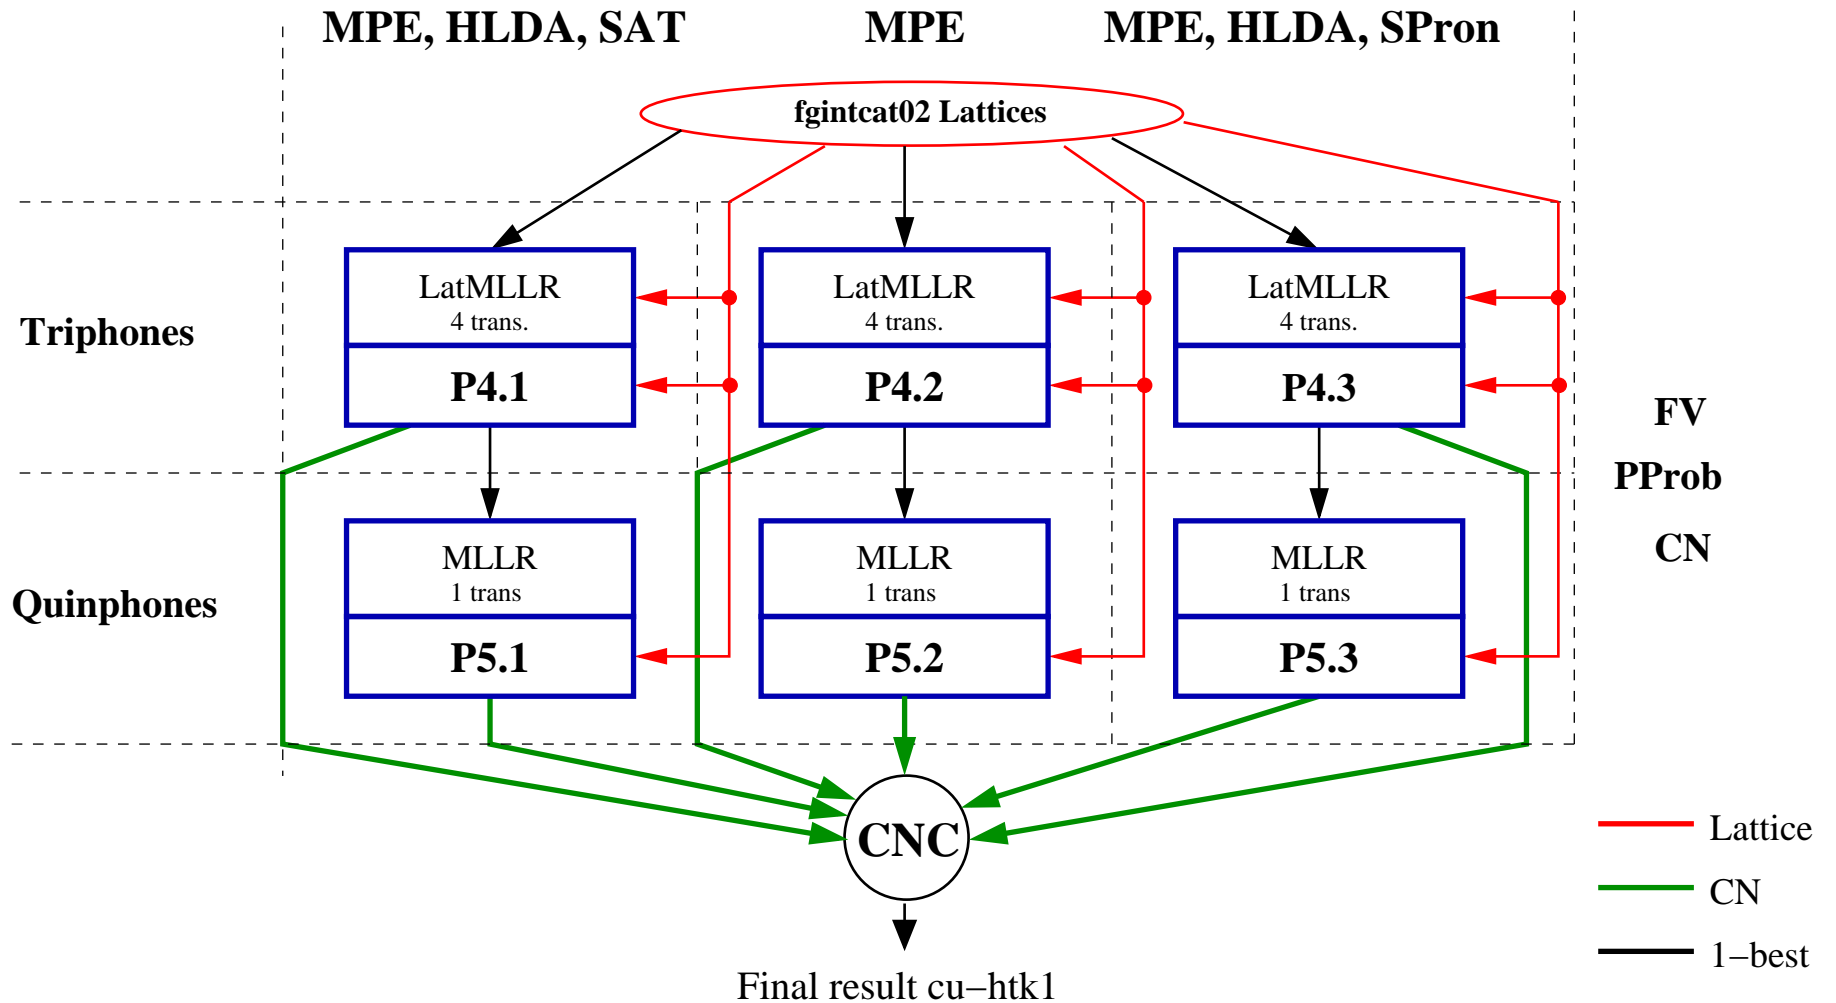 MPE, HLDA, SAT
MPE
MPE, HLDA, SPron
fgintcat02 Lattices
Triphones
LatMLLR
4 trans.
P4.1
LatMLLR
4 trans.
P4.2
LatMLLR
4 trans.
P4.3
FV
PProb
CN
Quinphones
MLLR
1 trans
P5.1
MLLR
1 trans
P5.2
MLLR
1 trans
P5.3
CNC
Lattice
CN
1−best
Final result cu−htk1